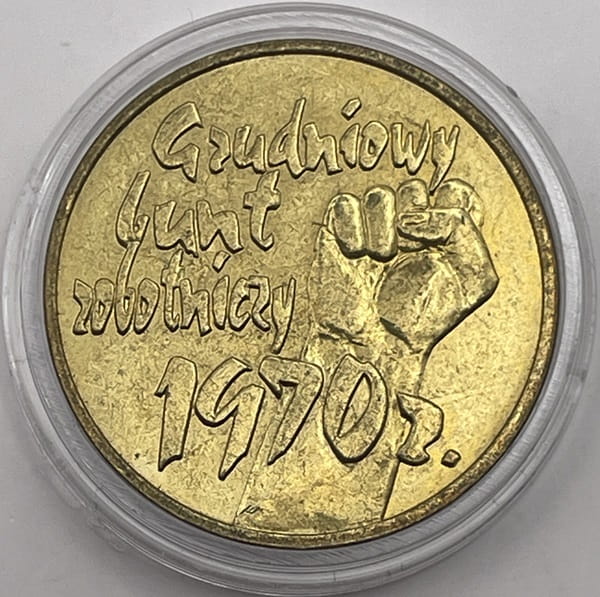 Grudniowy
bunt
robotniczy
1970 r.